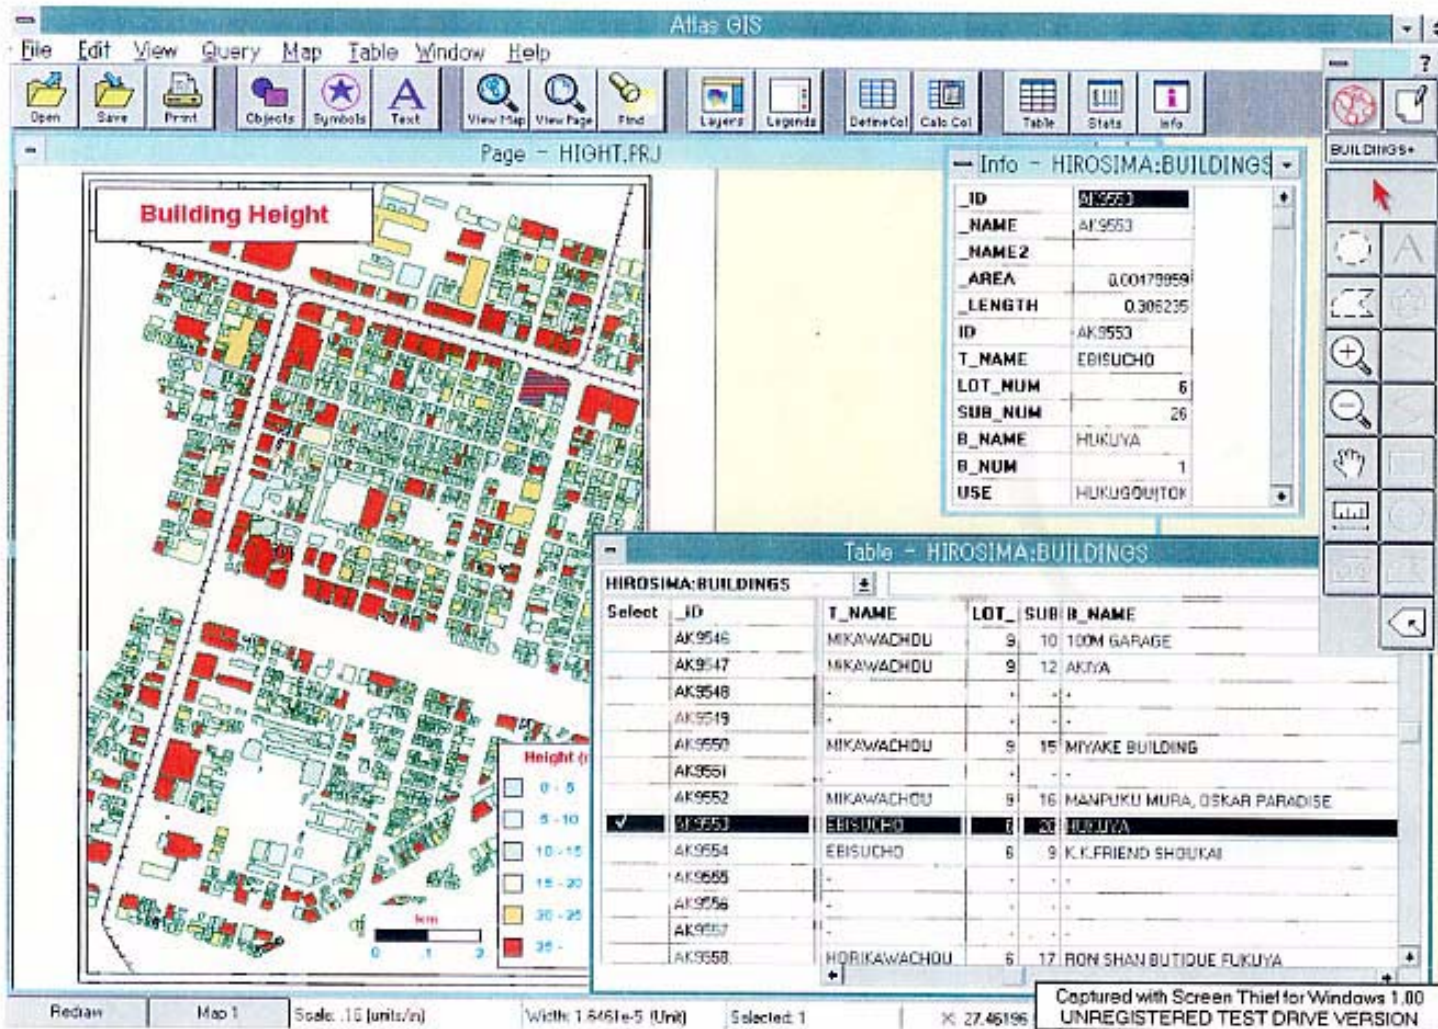 Atlas GIS
File Edit View Query Map Table Window Help
Open Save Print Objects Symbols Text View Map View Page Find Layers Legends DefineCol Calc Col Table Stats Info
?
BUILDINGS+
Page - HIGHT.PRJ
Building Height
Info - HIROSIMA:BUILDINGS
_ID AK9553
_NAME AK9553
_NAME2
_AREA 0.00479859
_LENGTH 0.306235
ID AK9553
T_NAME EBISUCHO
LOT_NUM 6
SUB_NUM 26
B_NAME HUKUYA
B_NUM 1
USE HUKUGOU(TOK
Table - HIROSIMA:BUILDINGS
HIROSIMA:BUILDINGS
Select _ID T_NAME LOT_ SUB B_NAME
AK9546 MIKAWACHOU 9 10 100M GARAGE
AK9547 MIKAWACHOU 9 12 AKIYA
AK9548 - - - -
AK9549 - - - -
AK9550 MIKAWACHOU 9 15 MIYAKE BUILDING
AK9551 - - - -
AK9552 MIKAWACHOU 9 16 MANPUKU MURA, OSKAR PARADISE
AK9553 EBISUCHO 6 26 HUKUYA
AK9554 EBISUCHO 6 9 K.K.FRIEND SHOUKAI
AK9555 - - - -
AK9556 - - - -
AK9557 - - - -
AK9558 HORIKAWACHOU 6 17 RON SHAN BUTIQUE FUKUYA
Height (
0 - 5
5 - 10
10 - 15
15 - 20
20 - 25
25 -
km
0 .1 2
Redraw Map 1 Scale: .16 (units/in) Width: 1.6461e-5 (Unit) Selected: 1 X: 27.46196
Captured with Screen Thief for Windows 1.00
UNREGISTERED TEST DRIVE VERSION